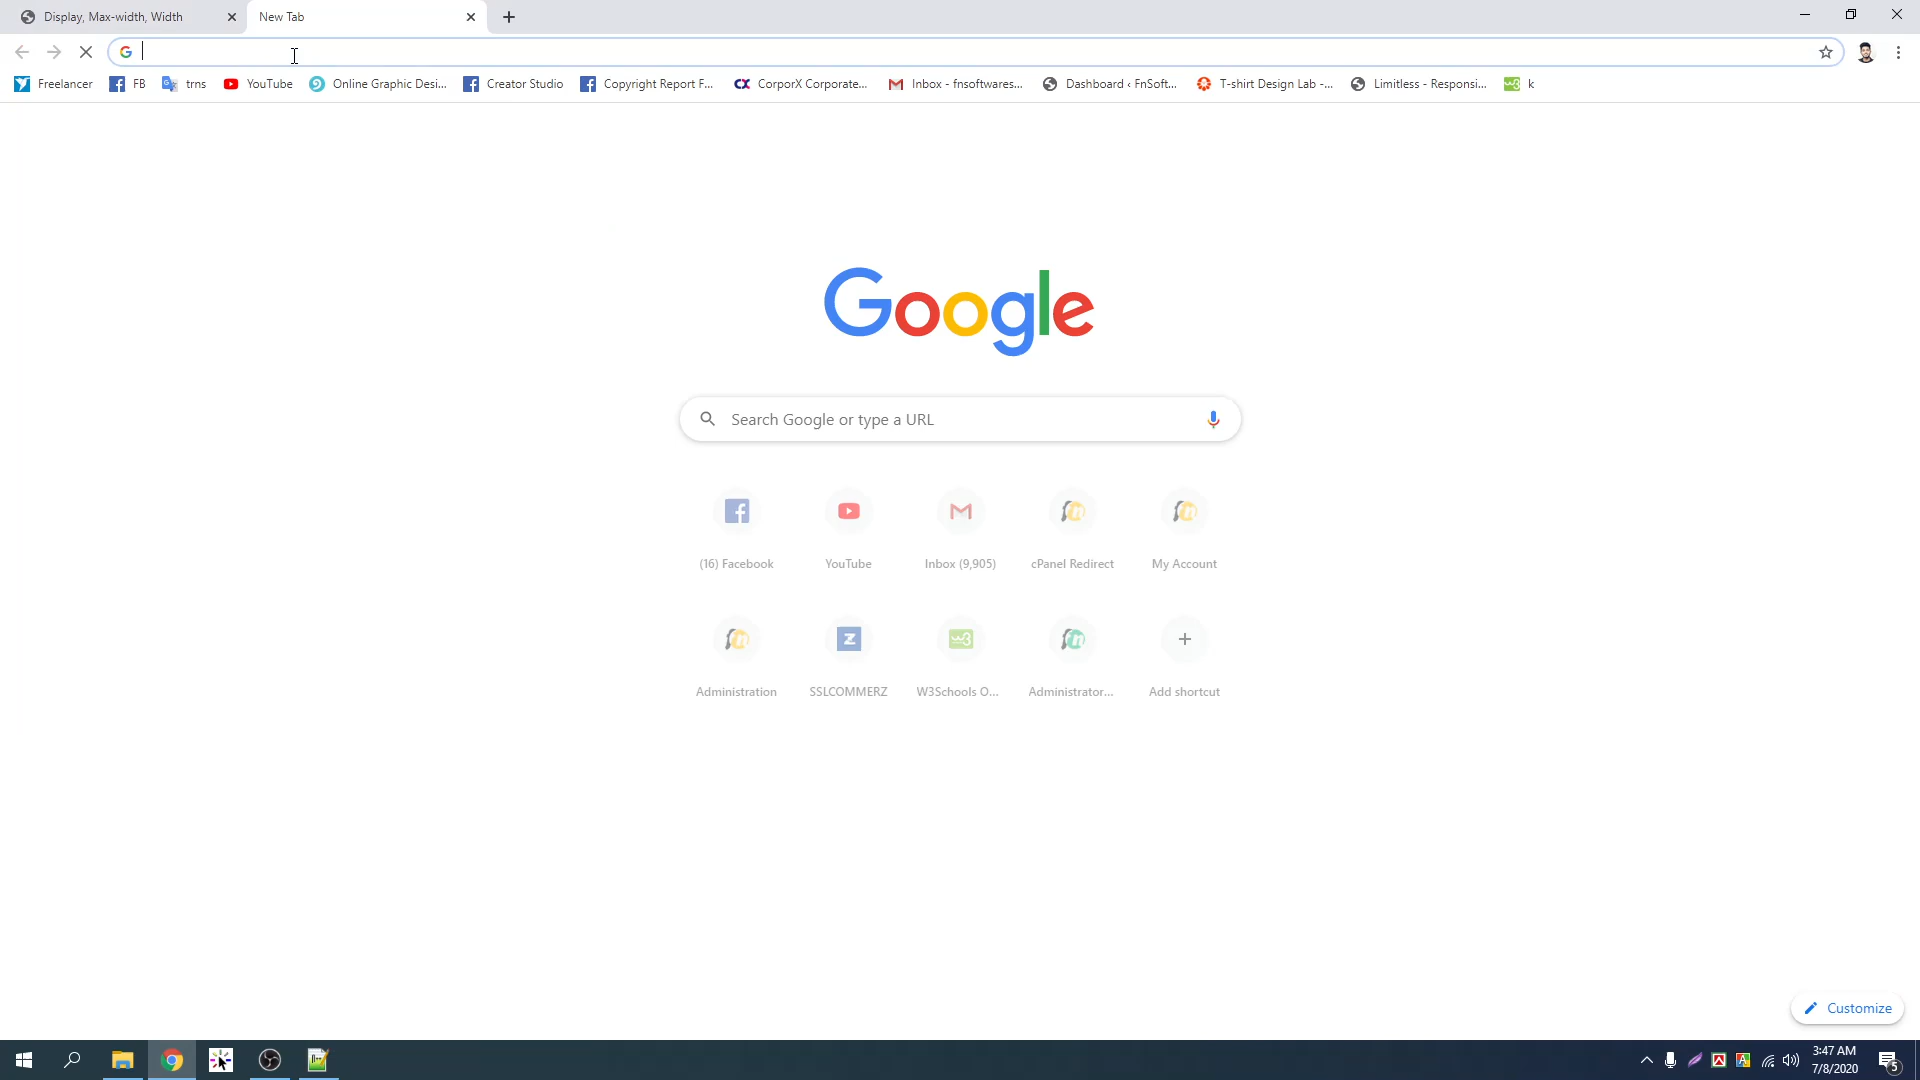 Display, Max-width, Width
New Tab
Freelancer
FB
trns
YouTube
Online Graphic Desi...
Creator Studio
Copyright Report F...
CX CorporX Corporate...
Inbox - fnsoftwares...
Dashboard ‹ FnSoft...
T-shirt Design Lab -...
Limitless - Responsi...
k
Google
Search Google or type a URL
(16) Facebook
YouTube
Inbox (9,905)
cPanel Redirect
My Account
Administration
SSLCOMMERZ
W3Schools O...
Administrator...
Add shortcut
Customize
3:47 AM
7/8/2020
5